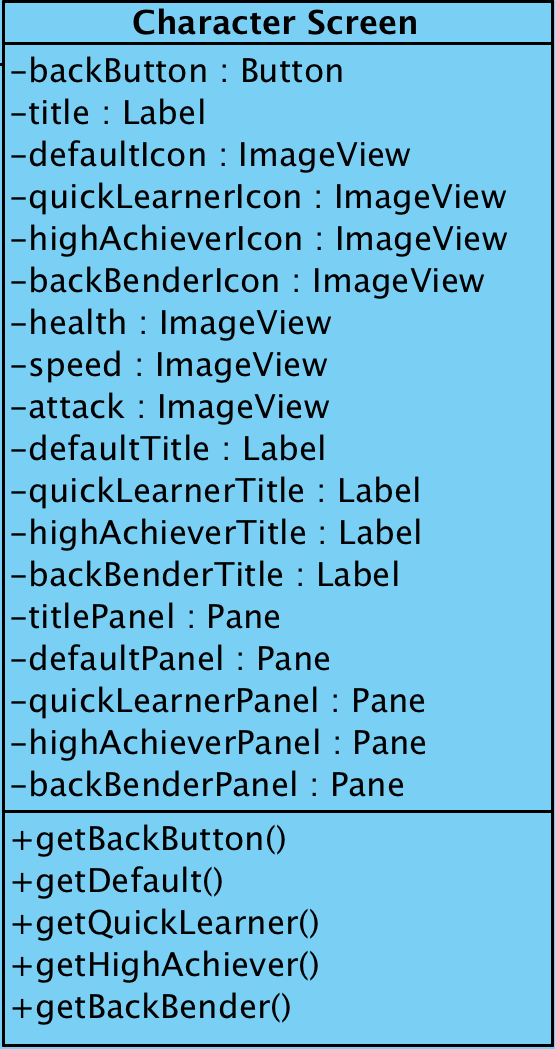 Character Screen
-backButton : Button
-title : Label
-defaultIcon : ImageView
-quickLearnerIcon : ImageView
-highAchieverIcon : ImageView
-backBenderIcon : ImageView
-health : ImageView
-speed : ImageView
-attack : ImageView
-defaultTitle : Label
-quickLearnerTitle : Label
-highAchieverTitle : Label
-backBenderTitle : Label
-titlePanel : Pane
-defaultPanel : Pane
-quickLearnerPanel : Pane
-highAchieverPanel : Pane
-backBenderPanel : Pane
+getBackButton()
+getDefault()
+getQuickLearner()
+getHighAchiever()
+getBackBender()